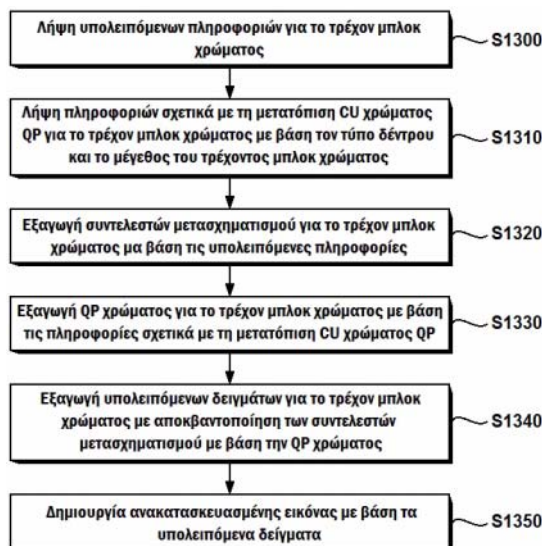 Λήψη υπολειπόμενων πληροφοριών για το τρέχον μπλοκ
χρώματος
S1300
Λήψη πληροφοριών σχετικά με τη μετατόπιση CU χρώματος
QP για το τρέχον μπλοκ χρώματος με βάση τον τύπο δέντρου
και το μέγεθος του τρέχοντος μπλοκ χρώματος
S1310
Εξαγωγή συντελεστών μετασχηματισμού για το τρέχον μπλοκ
χρώματος μα βάση τις υπολειπόμενες πληροφορίες
S1320
Εξαγωγή QP χρώματος για το τρέχον μπλοκ χρώματος με βάση
τις πληροφορίες σχετικά με τη μετατόπιση CU χρώματος QP
S1330
Εξαγωγή υπολειπόμενων δειγμάτων για το τρέχον μπλοκ
χρώματος με αποκβαντοποίηση των συντελεστών
μετασχηματισμού με βάση την QP χρώματος
S1340
Δημιουργία ανακατασκευασμένης εικόνας με βάση τα
υπολειπόμενα δείγματα
S1350